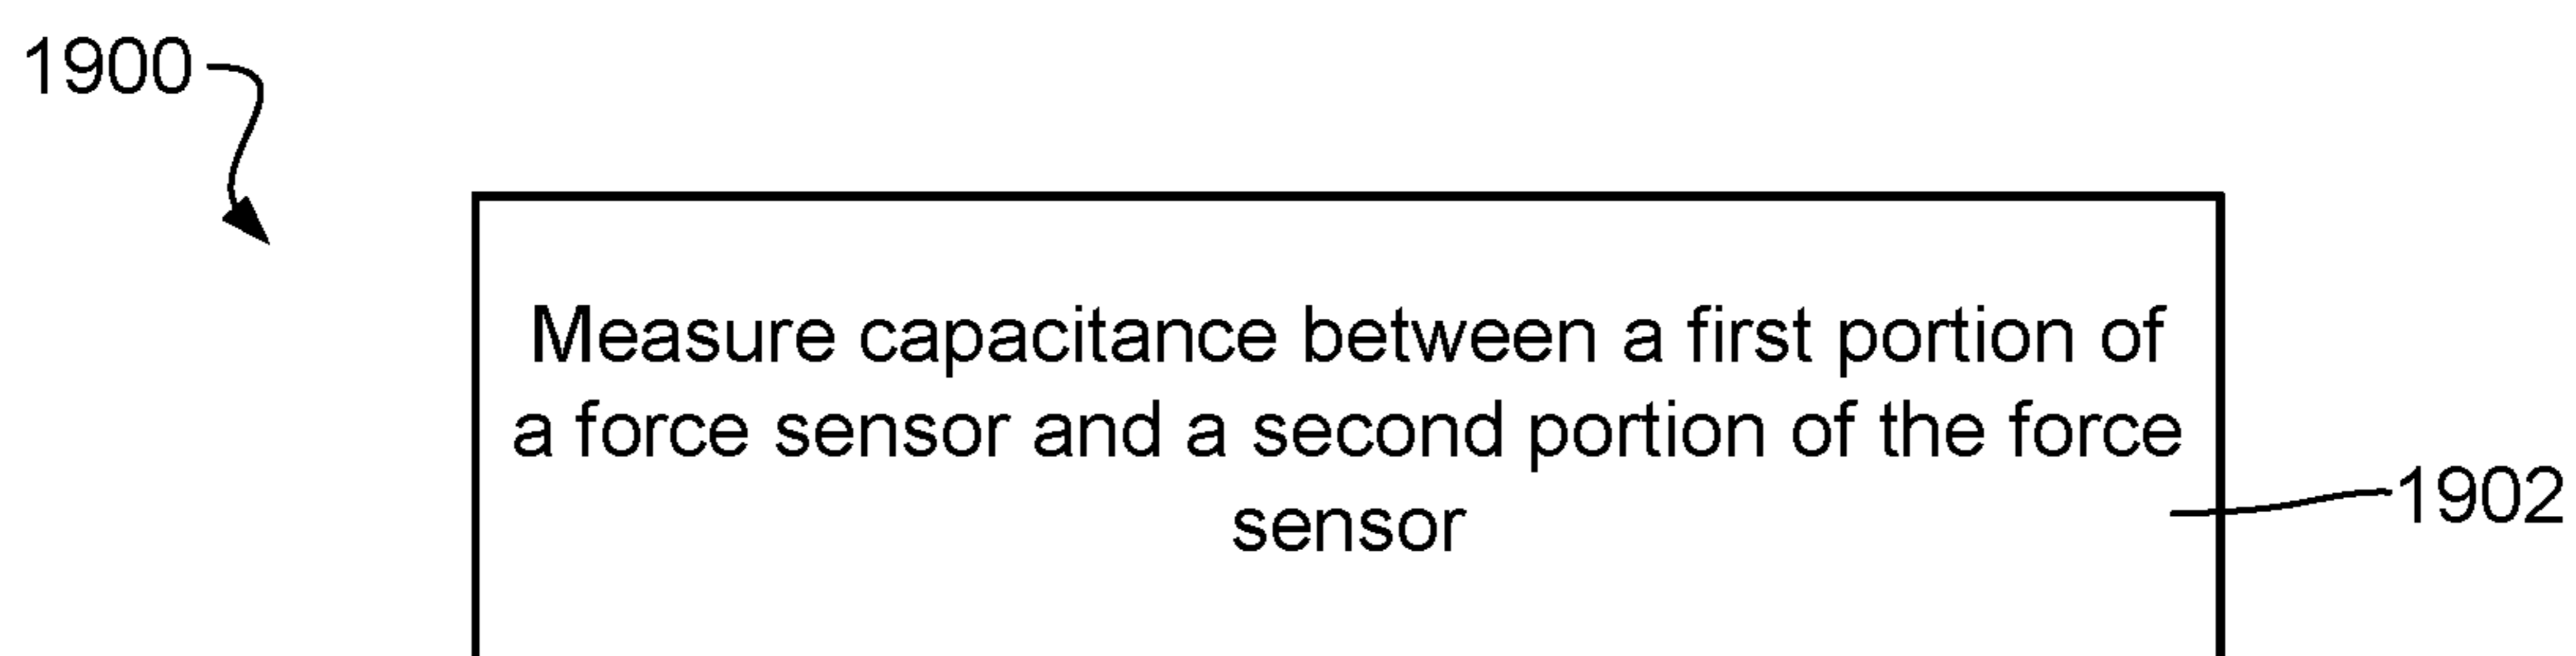 1900
Measure capacitance between a first portion of
a force sensor and a second portion of the force
sensor
1902